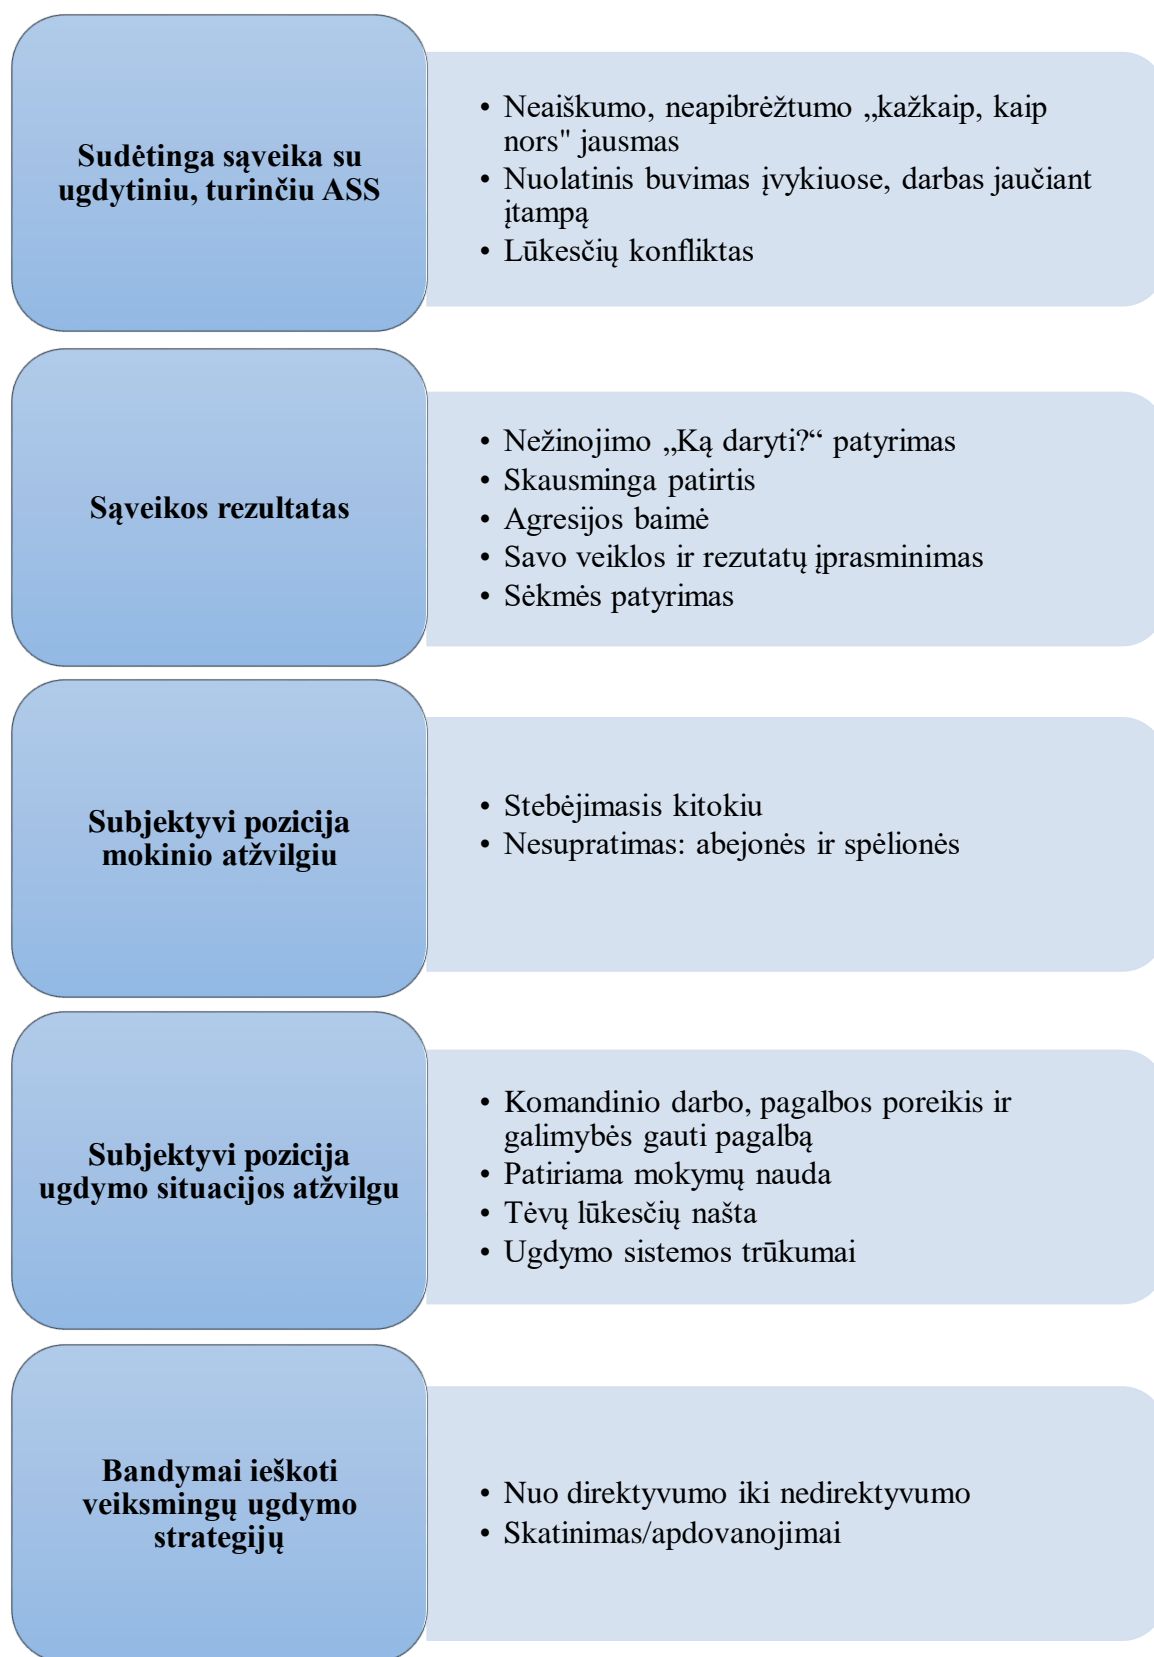 Sudėtinga sąveika su
ugdytiniu, turinčiu ASS
• Neaiškumo, neapibrėžtumo „kažkaip, kaip
nors" jausmas
• Nuolatinis buvimas įvykiuose, darbas jaučiant
įtampą
• Lūkesčių konfliktas
Sąveikos rezultatas
• Nežinojimo „Ką daryti?“ patyrimas
• Skausminga patirtis
• Agresijos baimė
• Savo veiklos ir rezutatų įprasminimas
• Sėkmės patyrimas
Subjektyvi pozicija
mokinio atžvilgiu
• Stebėjimasis kitokiu
• Nesupratimas: abejonės ir spėlionės
Subjektyvi pozicija
ugdymo situacijos atžvilgu
• Komandinio darbo, pagalbos poreikis ir
galimybės gauti pagalbą
• Patiriama mokymų nauda
• Tėvų lūkesčių našta
• Ugdymo sistemos trūkumai
Bandymai ieškoti
veiksmingų ugdymo
strategijų
• Nuo direktyvumo iki nedirektyvumo
• Skatinimas/apdovanojimai